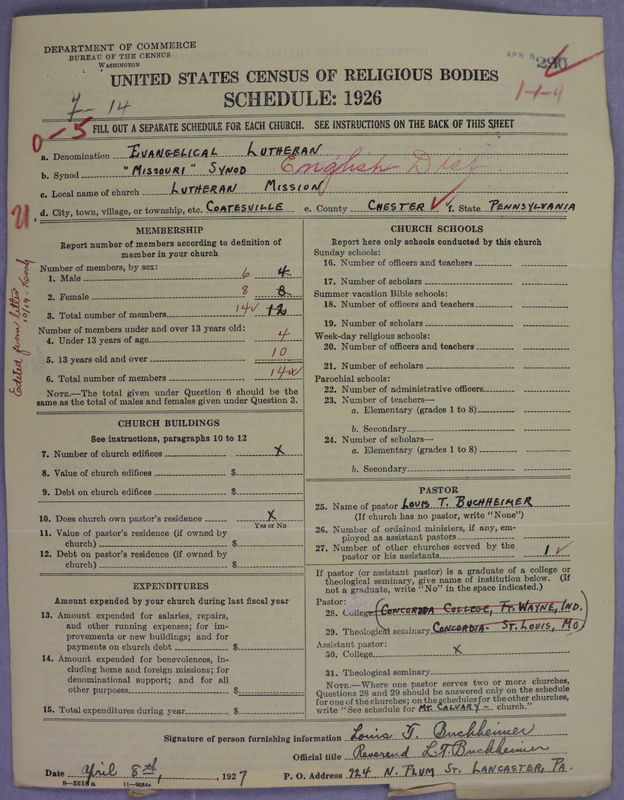 DEPARTMENT OF COMMERCE
BUREAU OF THE CENSUS
WASHINGTON
UNITED STATES CENSUS OF RELIGIOUS BODIES
SCHEDULE: 1926
7-14
1-1-4
0-5
FILL OUT A SEPARATE SCHEDULE FOR EACH CHURCH. SEE INSTRUCTIONS ON THE BACK OF THIS SHEET
a. Denomination EVANGELICAL LUTHERAN
b. Synod "MISSOURI" SYNOD English Dist
c. Local name of church LUTHERAN MISSION
d. City, town, village, or township, etc. COATESVILLE e. County CHESTER f. State PENNSYLVANIA
21.
Edited from letter
MEMBERSHIP
Report number of members according to definition of member in your church
Number of members, by sex:
1. Male 6 4
2. Female 8 8
3. Total number of members 14 12
Number of members under and over 13 years old:
4. Under 13 years of age 4
5. 13 years old and over 10
6. Total number of members 14
NOTE.—The total given under Question 6 should be the same as the total of males and females given under Question 3.
CHURCH BUILDINGS
See instructions, paragraphs 10 to 12
7. Number of church edifices x
8. Value of church edifices $
9. Debt on church edifices $
10. Does church own pastor's residence x
Yes or No
11. Value of pastor's residence (if owned by church) $
12. Debt on pastor's residence (if owned by church) $
EXPENDITURES
Amount expended by your church during last fiscal year
13. Amount expended for salaries, repairs, and other running expenses; for improvements or new buildings; and for payments on church debt $
14. Amount expended for benevolences, including home and foreign missions; for denominational support; and for all other purposes $
15. Total expenditures during year $
CHURCH SCHOOLS
Report here only schools conducted by this church
Sunday schools:
16. Number of officers and teachers
17. Number of scholars
Summer vacation Bible schools:
18. Number of officers and teachers
19. Number of scholars
Week-day religious schools:
20. Number of officers and teachers
21. Number of scholars
Parochial schools:
22. Number of administrative officers
23. Number of teachers—
a. Elementary (grades 1 to 8)
b. Secondary
24. Number of scholars—
a. Elementary (grades 1 to 8)
b. Secondary
PASTOR
25. Name of pastor LOUIS T. BUCHHEIMER
(If church has no pastor, write "None")
26. Number of ordained ministers, if any, employed as assistant pastors
27. Number of other churches served by the pastor or his assistants 1
If pastor (or assistant pastor) is a graduate of a college or theological seminary, give name of institution below. (If not a graduate, write "No" in the space indicated.)
Pastor:
28. College (CONCORDIA COLLEGE, FT. WAYNE, IND.
29. Theological seminary CONCORDIA - ST. LOUIS, MO)
Assistant pastor:
30. College x
31. Theological seminary
NOTE.—Where one pastor serves two or more churches, Questions 28 and 29 should be answered only on the schedule for one of the churches; on the schedules for the other churches, write "See schedule for MT. CALVARY church."
Signature of person furnishing information Louis T. Buchheimer
Official title Reverend L.T. Buchheimer
Date April 8th, 1927 P. O. Address 724 N. PLUM ST. LANCASTER, PA.
8-5518a 11-9034